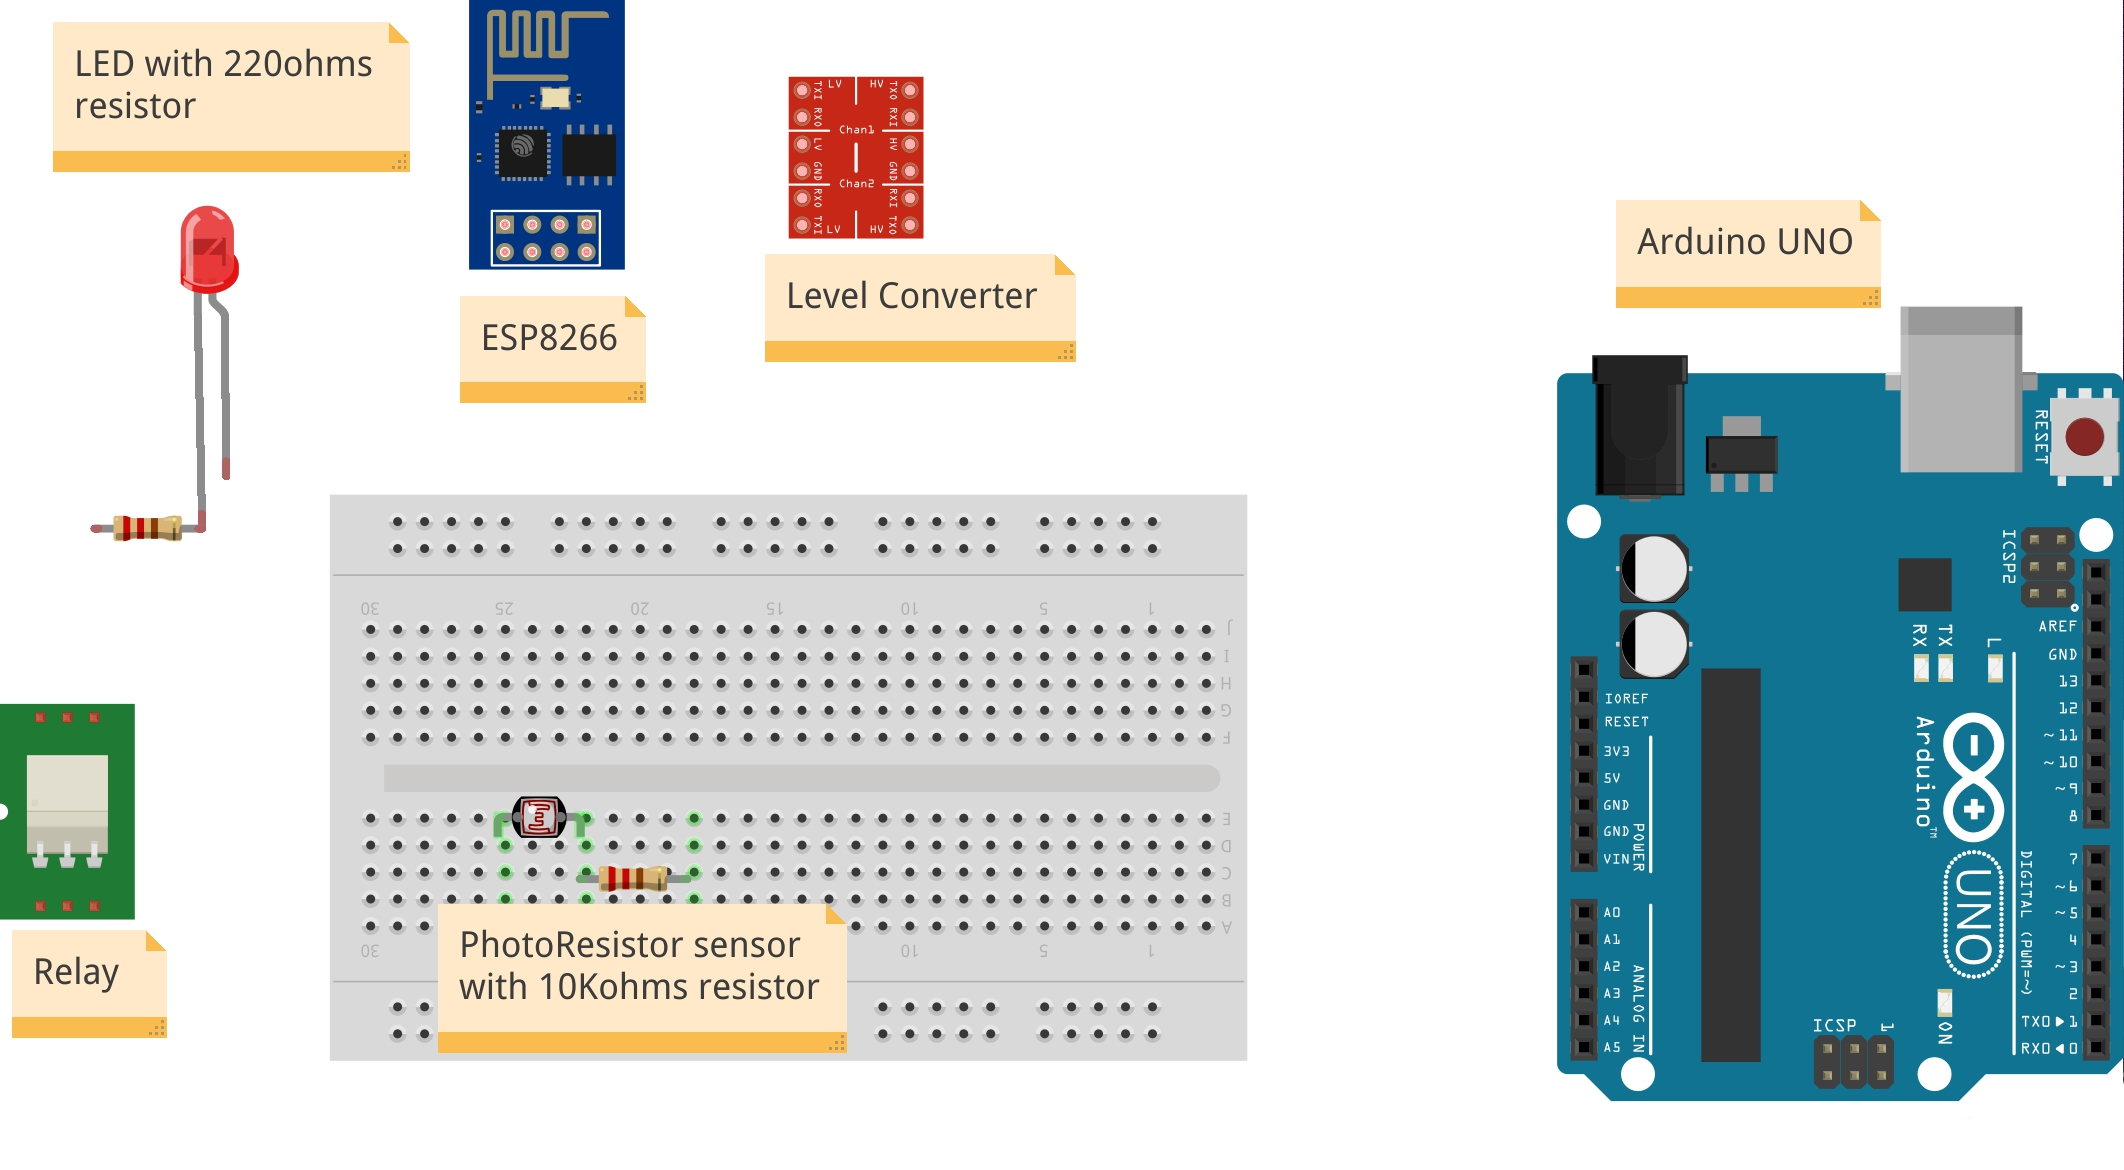 LED with 220ohms
resistor
ESP8266
LV HV
TXI TXO
RXO RXI
Chan1
LV HV
GND GND
Chan2
RXO RXI
TXI TXO
LV HV
Level Converter
Arduino UNO
RESET
ICSP2
AREF
GND
13
12
~11
~10
~9
8
7
~6
~5
4
~3
2
TXO▶1
RXO◀0
RX
TX
L
IOREF
RESET
3V3
5V
GND
GND
VIN
POWER
A0
A1
A2
A3
A4
A5
ANALOG IN
Arduino™
UNO
DIGITAL (PWM=~)
ON
ICSP 1
30 25 20 15 10 5 1
J
I
H
G
F
E
D
C
B
A
30 10 5 1
PhotoResistor sensor
with 10Kohms resistor
Relay